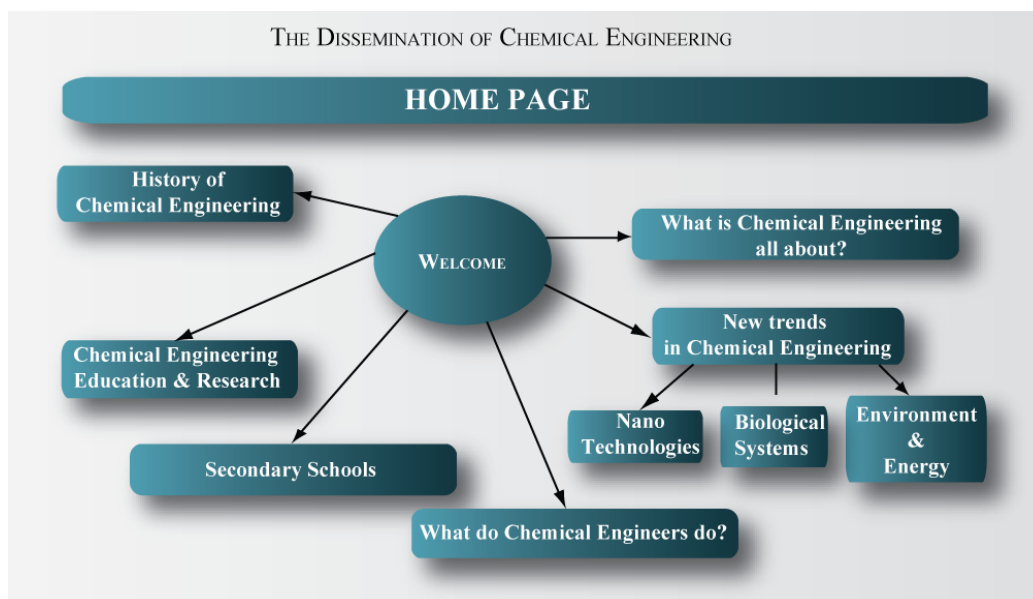 THE DISSEMINATION OF CHEMICAL ENGINEERING
HOME PAGE
History of
Chemical Engineering
WELCOME
What is Chemical Engineering
all about?
Chemical Engineering
Education & Research
New trends
in Chemical Engineering
Nano
Technologies
Biological
Systems
Environment
&
Energy
Secondary Schools
What do Chemical Engineers do?